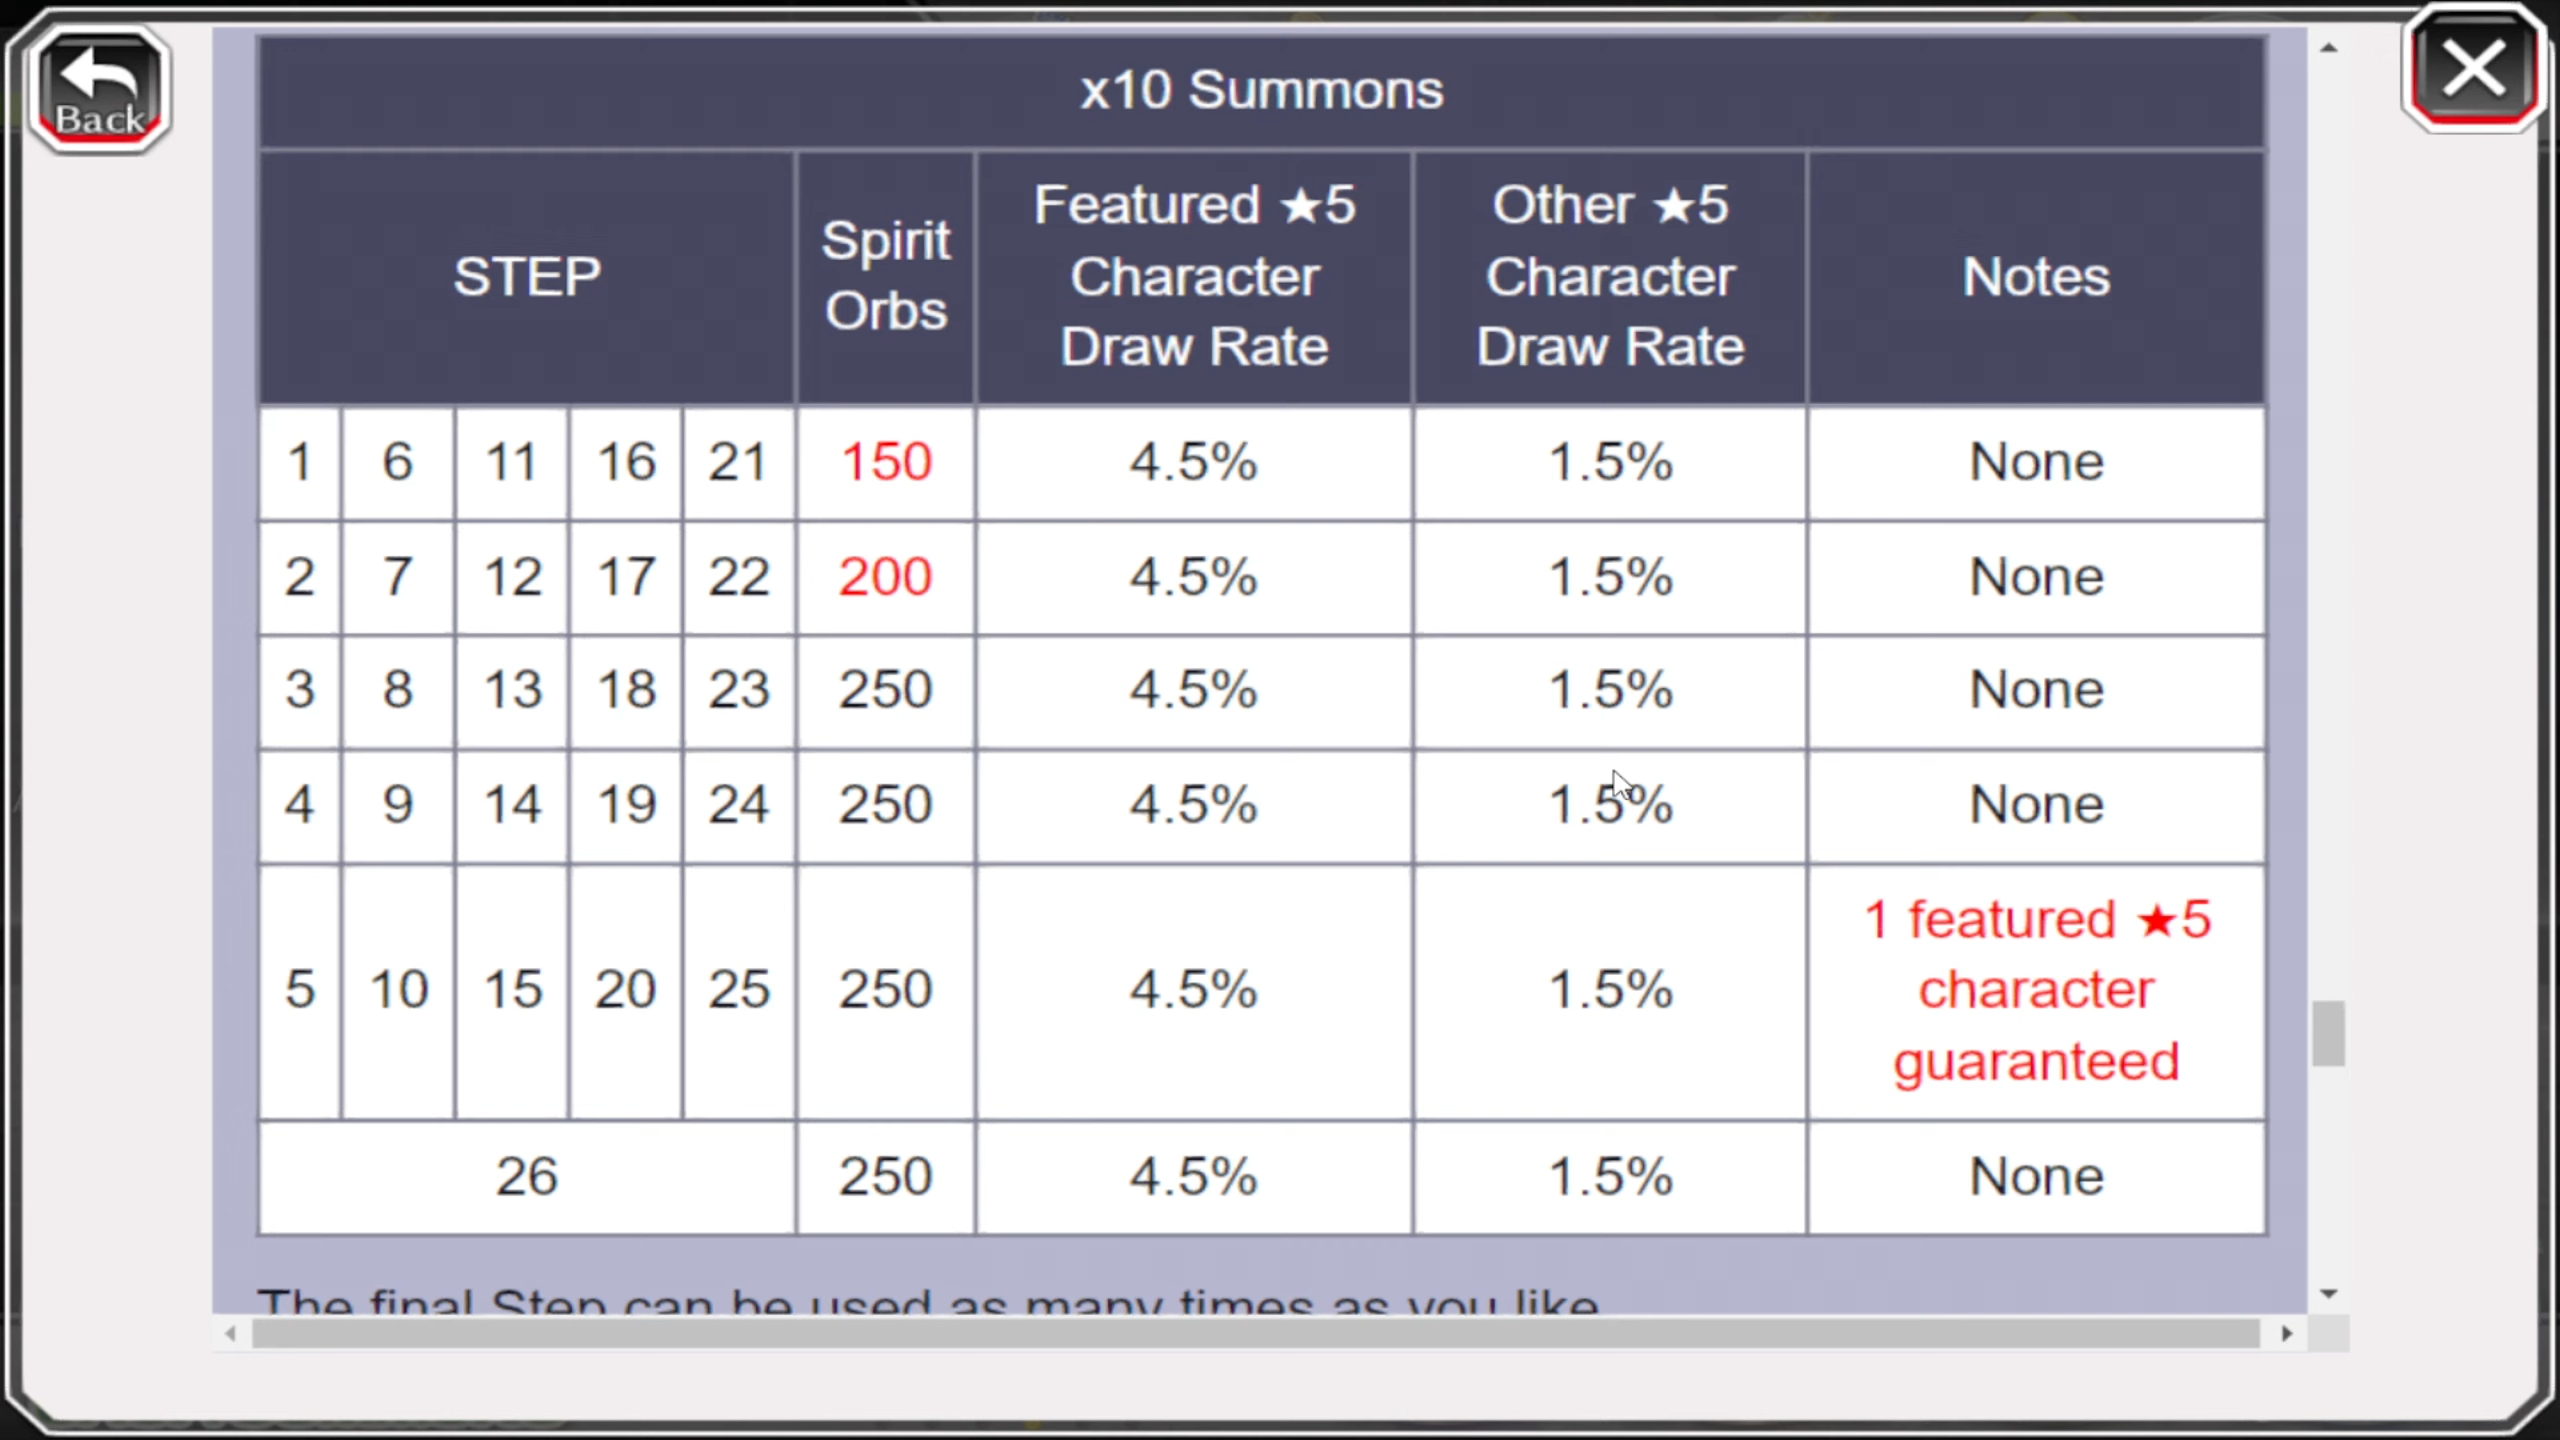 Back
x10 Summons
STEP
Spirit
Orbs
Featured ★5
Character
Draw Rate
Other ★5
Character
Draw Rate
Notes
1 6 11 16 21 150 4.5% 1.5% None
2 7 12 17 22 200 4.5% 1.5% None
3 8 13 18 23 250 4.5% 1.5% None
4 9 14 19 24 250 4.5% 1.5% None
5 10 15 20 25 250 4.5% 1.5% 1 featured ★5
character
guaranteed
26 250 4.5% 1.5% None
The final Step can be used as many times as you like